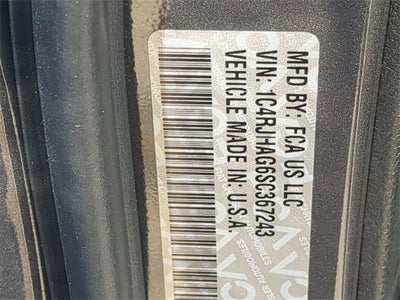 MFD BY: FCA US LLC
VIN: 1C4RJHAG6SC367243
VEHICLE MADE IN: U.S.A.